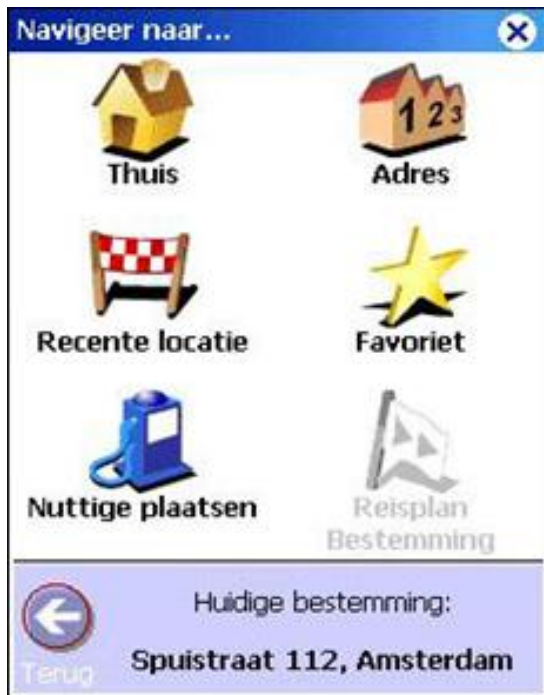 Navigeer naar...
1 2 3
Thuis
Adres
Recente locatie
Favoriet
Nuttige plaatsen
Reisplan
Bestemming
Huidige bestemming:
Terug
Spuistraat 112, Amsterdam